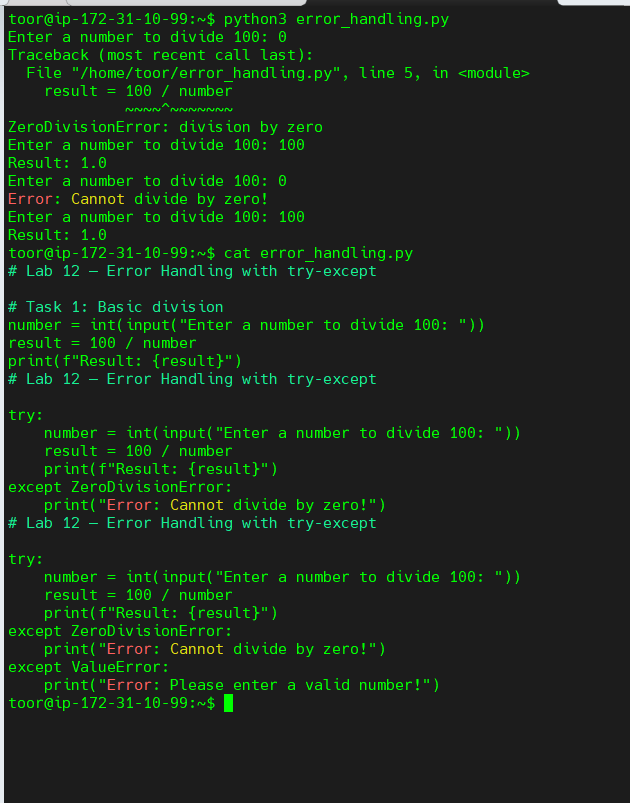 toor@ip-172-31-10-99:~$ python3 error_handling.py
Enter a number to divide 100: 0
Traceback (most recent call last):
  File "/home/toor/error_handling.py", line 5, in <module>
    result = 100 / number
             ~~~~^~~~~~~~
ZeroDivisionError: division by zero
Enter a number to divide 100: 100
Result: 1.0
Enter a number to divide 100: 0
Error: Cannot divide by zero!
Enter a number to divide 100: 100
Result: 1.0
toor@ip-172-31-10-99:~$ cat error_handling.py
# Lab 12 – Error Handling with try-except

# Task 1: Basic division
number = int(input("Enter a number to divide 100: "))
result = 100 / number
print(f"Result: {result}")
# Lab 12 – Error Handling with try-except

try:
    number = int(input("Enter a number to divide 100: "))
    result = 100 / number
    print(f"Result: {result}")
except ZeroDivisionError:
    print("Error: Cannot divide by zero!")
# Lab 12 – Error Handling with try-except

try:
    number = int(input("Enter a number to divide 100: "))
    result = 100 / number
    print(f"Result: {result}")
except ZeroDivisionError:
    print("Error: Cannot divide by zero!")
except ValueError:
    print("Error: Please enter a valid number!")
toor@ip-172-31-10-99:~$